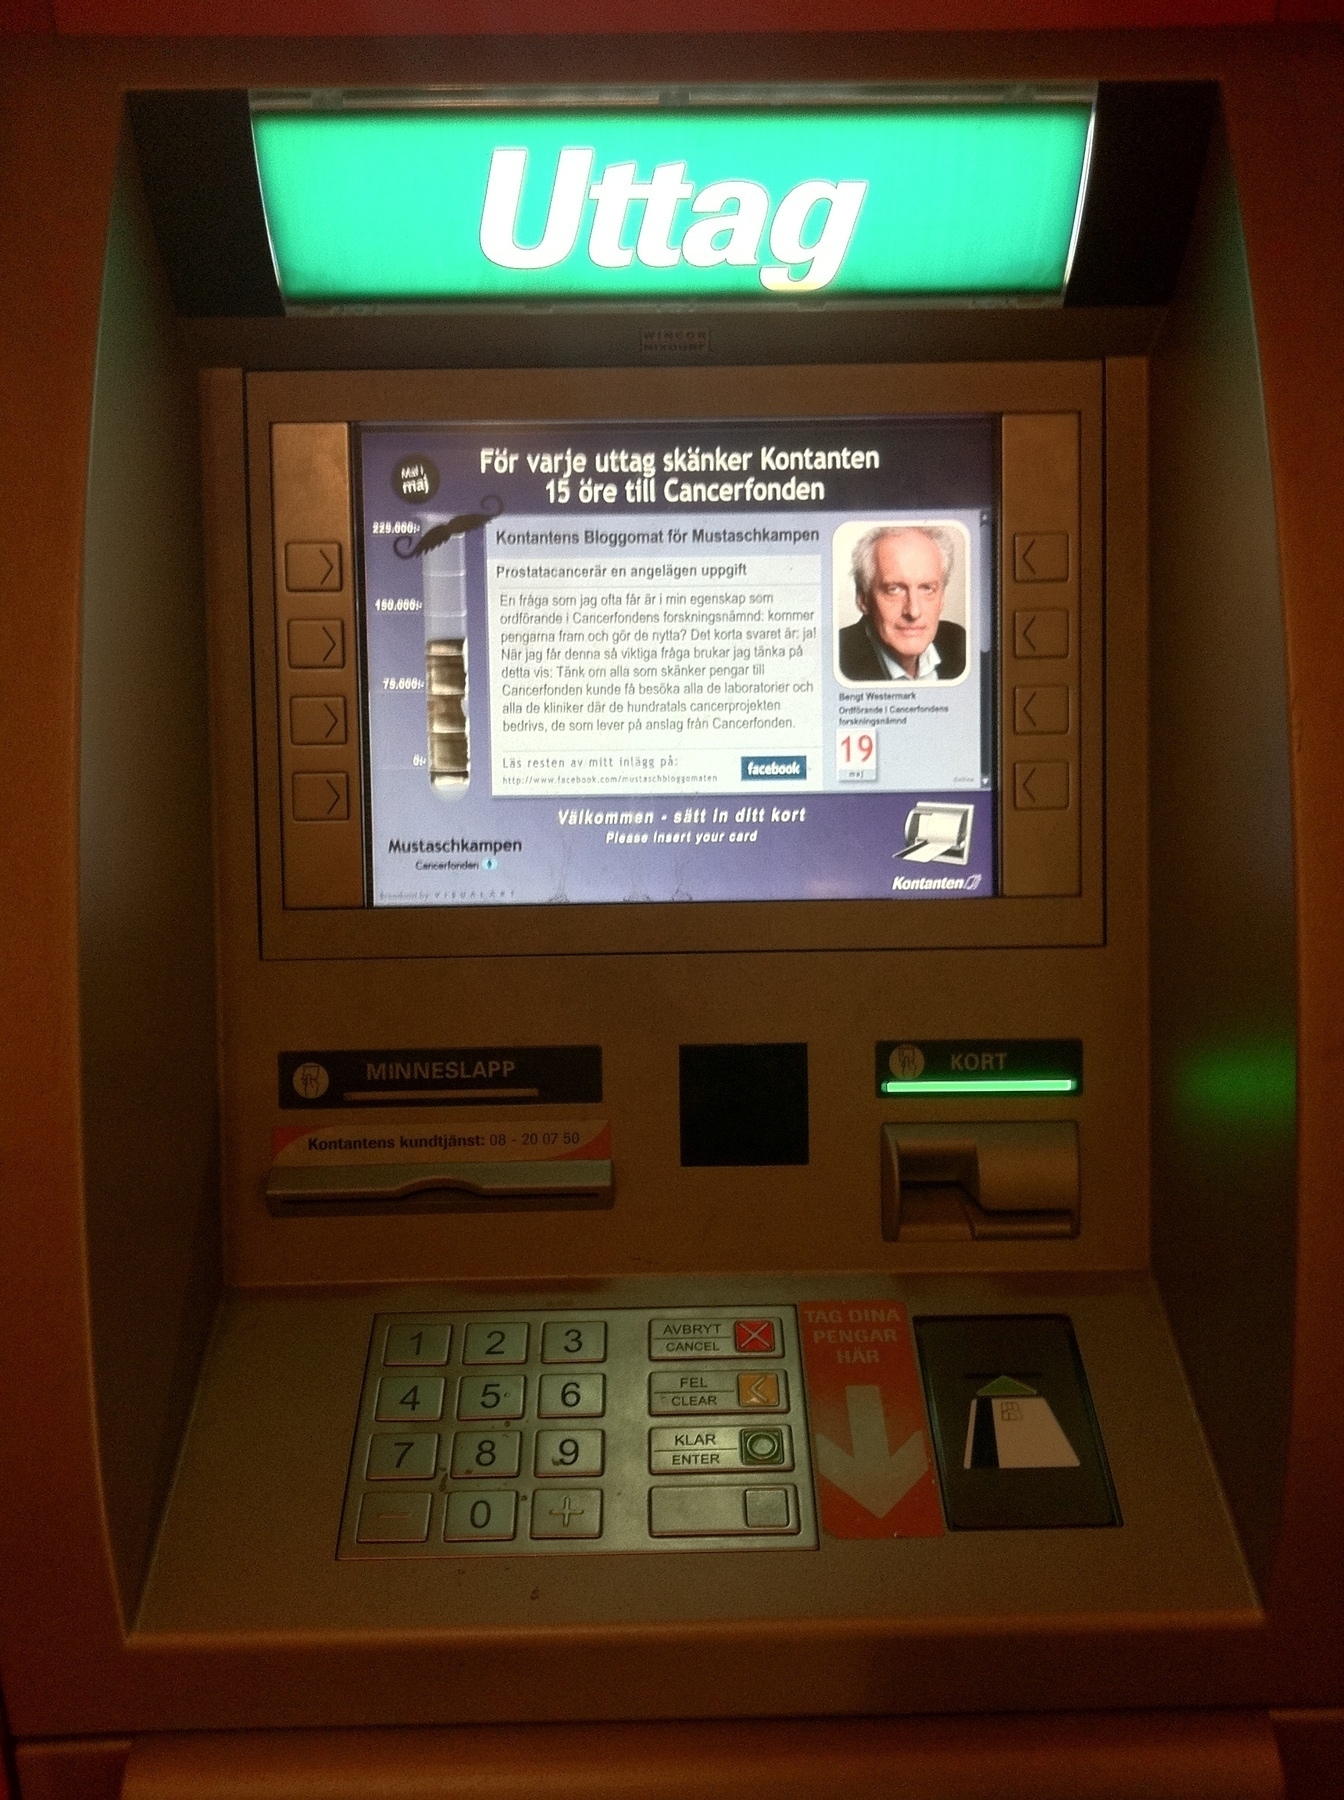 Uttag
WINCOR
NIXDORF
Mål i
maj
För varje uttag skänker Kontanten
15 öre till Cancerfonden
225.000:-
150.000:-
75.000:-
0:-
Kontantens Bloggomat för Mustaschkampen
Prostatacancerär en angelägen uppgift
En fråga som jag ofta får är i min egenskap som
ordförande i Cancerfondens forskningsnämnd: kommer
pengarna fram och gör de nytta? Det korta svaret är: ja!
När jag får denna så viktiga fråga brukar jag tänka på
detta vis: Tänk om alla som skänker pengar till
Cancerfonden kunde få besöka alla de laboratorier och
alla de kliniker där de hundratals cancerprojekten
bedrivs, de som lever på anslag från Cancerfonden.
Läs resten av mitt inlägg på:
http://www.facebook.com/mustaschbloggomaten
facebook
Bengt Westermark
Ordförande i Cancerfondens
forskningsnämnd
19
maj
Välkommen - sätt in ditt kort
Please insert your card
Mustaschkampen
Cancerfonden
Kontanten
MINNESLAPP
Kontantens kundtjänst: 08 - 20 07 50
KORT
1 2 3
4 5 6
7 8 9
- 0 +
AVBRYT
CANCEL
FEL
CLEAR
KLAR
ENTER
TAG DINA
PENGAR
HÄR